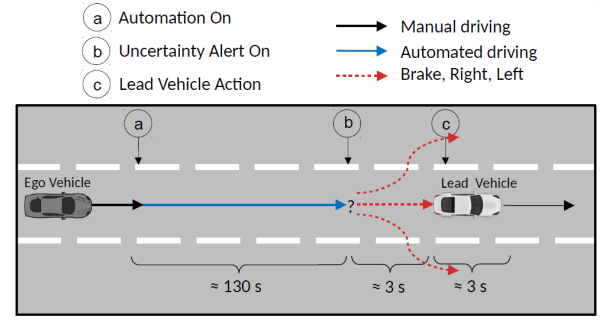 a Automation On
b Uncertainty Alert On
c Lead Vehicle Action
Manual driving
Automated driving
Brake, Right, Left
a b c
Ego Vehicle
Lead Vehicle
?
≈ 130 s ≈ 3 s ≈ 3 s